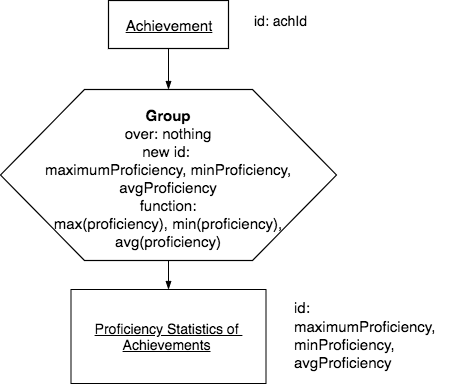 Achievement
id: achId
Group
over: nothing
new id:
maximumProficiency, minProficiency,
avgProficiency
function:
max(proficiency), min(proficiency),
avg(proficiency)
Proficiency Statistics of
Achievements
id:
maximumProficiency,
minProficiency,
avgProficiency